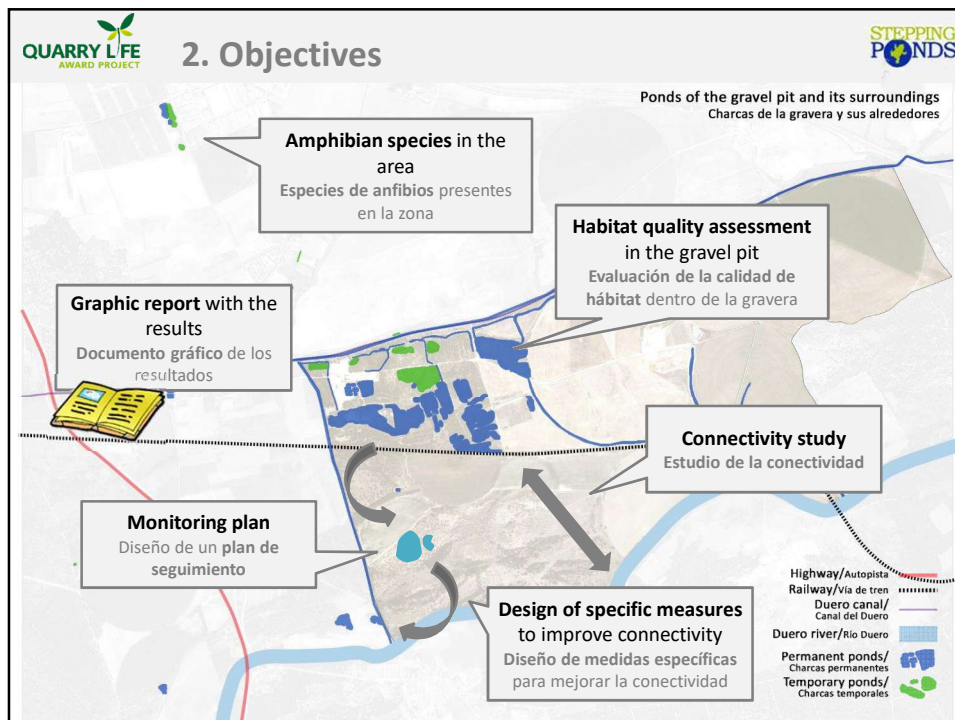 QUARRY LIFE
AWARD PROJECT
2. Objectives
STEPPING
PONDS
Ponds of the gravel pit and its surroundings
Charcas de la gravera y sus alrededores
Amphibian species in the
area
Especies de anfibios presentes
en la zona
Habitat quality assessment
in the gravel pit
Evaluación de la calidad de
hábitat dentro de la gravera
Graphic report with the
results
Documento gráfico de los
resultados
Connectivity study
Estudio de la conectividad
Monitoring plan
Diseño de un plan de
seguimiento
Design of specific measures
to improve connectivity
Diseño de medidas específicas
para mejorar la conectividad
Highway/Autopista
Railway/Vía de tren
Duero canal/
Canal del Duero
Duero river/Río Duero
Permanent ponds/
Charcas permanentes
Temporary ponds/
Charcas temporales